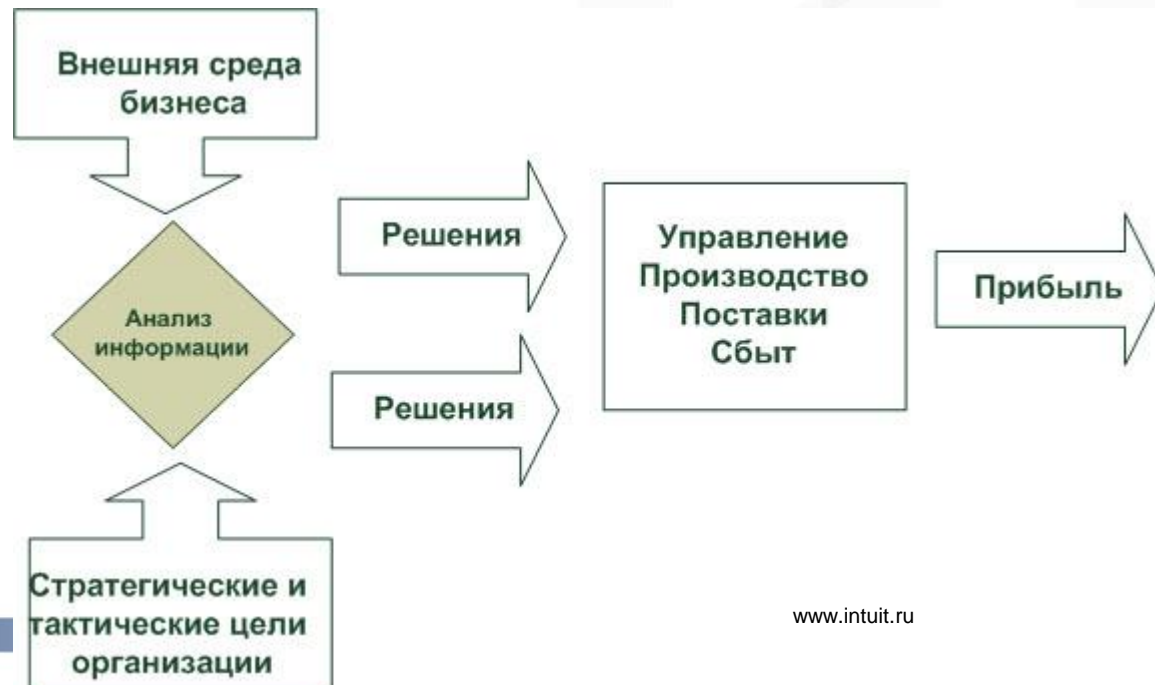 Внешняя среда
бизнеса
Анализ
информации
Стратегические и
тактические цели
организации
Решения
Решения
Управление
Производство
Поставки
Сбыт
Прибыль
www.intuit.ru